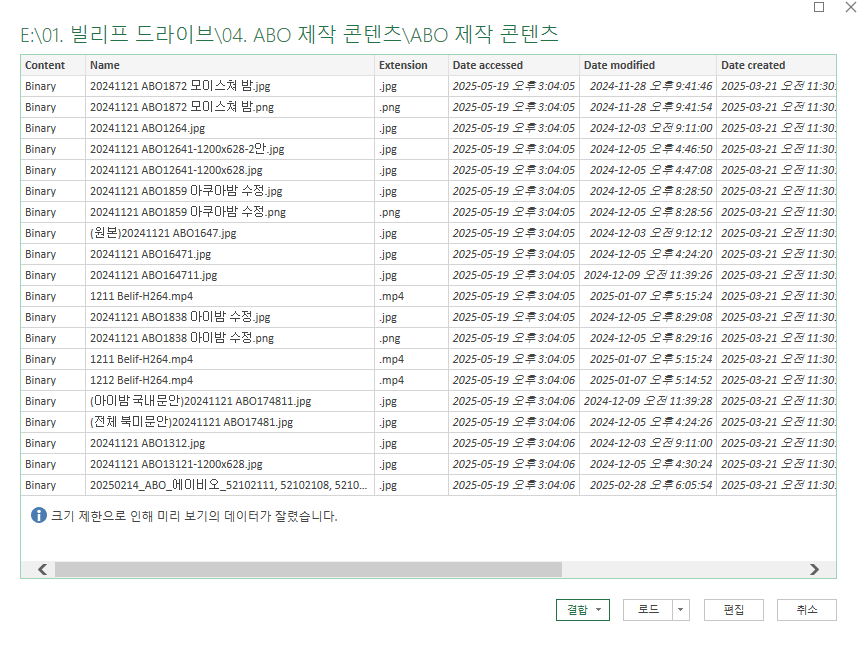 E:\01. 빌리프 드라이브\04. ABO 제작 콘텐츠\ABO 제작 콘텐츠
Content Name Extension Date accessed Date modified Date created
Binary 20241121 ABO1872 모이스쳐 밤.jpg .jpg 2025-05-19 오후 3:04:05 2024-11-28 오후 9:41:46 2025-03-21 오전 11:30:
Binary 20241121 ABO1872 모이스쳐 밤.png .png 2025-05-19 오후 3:04:05 2024-11-28 오후 9:41:54 2025-03-21 오전 11:30:
Binary 20241121 ABO1264.jpg .jpg 2025-05-19 오후 3:04:05 2024-12-03 오전 9:11:00 2025-03-21 오전 11:30:
Binary 20241121 ABO12641-1200x628-2안.jpg .jpg 2025-05-19 오후 3:04:05 2024-12-05 오후 4:46:50 2025-03-21 오전 11:30:
Binary 20241121 ABO12641-1200x628.jpg .jpg 2025-05-19 오후 3:04:05 2024-12-05 오후 4:47:08 2025-03-21 오전 11:30:
Binary 20241121 ABO1859 아쿠아밤 수정.jpg .jpg 2025-05-19 오후 3:04:05 2024-12-05 오후 8:28:50 2025-03-21 오전 11:30:
Binary 20241121 ABO1859 아쿠아밤 수정.png .png 2025-05-19 오후 3:04:05 2024-12-05 오후 8:28:56 2025-03-21 오전 11:30:
Binary (원본)20241121 ABO1647.jpg .jpg 2025-05-19 오후 3:04:05 2024-12-03 오전 9:12:12 2025-03-21 오전 11:30:
Binary 20241121 ABO16471.jpg .jpg 2025-05-19 오후 3:04:05 2024-12-05 오후 4:24:20 2025-03-21 오전 11:30:
Binary 20241121 ABO164711.jpg .jpg 2025-05-19 오후 3:04:05 2024-12-09 오전 11:39:26 2025-03-21 오전 11:30:
Binary 1211 Belif-H264.mp4 .mp4 2025-05-19 오후 3:04:05 2025-01-07 오후 5:15:24 2025-03-21 오전 11:30:
Binary 20241121 ABO1838 아이밤 수정.jpg .jpg 2025-05-19 오후 3:04:05 2024-12-05 오후 8:29:08 2025-03-21 오전 11:30:
Binary 20241121 ABO1838 아이밤 수정.png .png 2025-05-19 오후 3:04:05 2024-12-05 오후 8:29:16 2025-03-21 오전 11:30:
Binary 1211 Belif-H264.mp4 .mp4 2025-05-19 오후 3:04:05 2025-01-07 오후 5:15:24 2025-03-21 오전 11:30:
Binary 1212 Belif-H264.mp4 .mp4 2025-05-19 오후 3:04:06 2025-01-07 오후 5:14:52 2025-03-21 오전 11:30:
Binary (아이밤 국내문안)20241121 ABO174811.jpg .jpg 2025-05-19 오후 3:04:06 2024-12-09 오전 11:39:28 2025-03-21 오전 11:30:
Binary (전체 북미문안)20241121 ABO17481.jpg .jpg 2025-05-19 오후 3:04:06 2024-12-05 오후 4:24:26 2025-03-21 오전 11:30:
Binary 20241121 ABO1312.jpg .jpg 2025-05-19 오후 3:04:06 2024-12-03 오전 9:11:00 2025-03-21 오전 11:30:
Binary 20241121 ABO13121-1200x628.jpg .jpg 2025-05-19 오후 3:04:06 2024-12-05 오후 4:30:24 2025-03-21 오전 11:30:
Binary 20250214_ABO_에이비오_52102111, 52102108, 5210... .jpg 2025-05-19 오후 3:04:06 2025-02-28 오후 6:05:54 2025-03-21 오전 11:30:
크기 제한으로 인해 미리 보기의 데이터가 잘렸습니다.
결합 로드 편집 취소